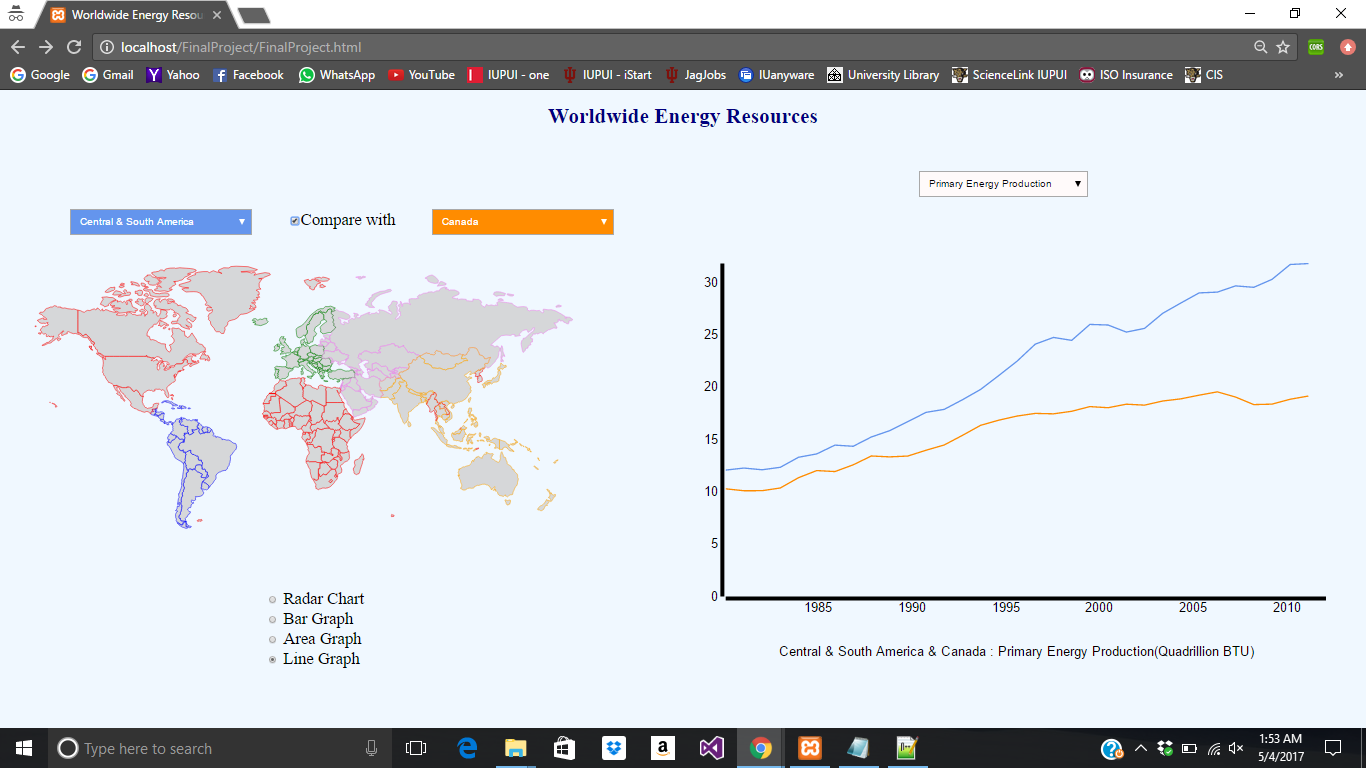 Worldwide Energy Resou
localhost/FinalProject/FinalProject.html
CORS
Google Gmail Yahoo Facebook WhatsApp YouTube IUPUI - one IUPUI - iStart JagJobs IUanyware University Library ScienceLink IUPUI ISO Insurance CIS »
Worldwide Energy Resources
Primary Energy Production
Central & South America Compare with Canada
30
25
20
15
10
5
0
1985 1990 1995 2000 2005 2010
Radar Chart
Bar Graph
Area Graph
Line Graph
Central & South America & Canada : Primary Energy Production(Quadrillion BTU)
Type here to search
1:53 AM
5/4/2017